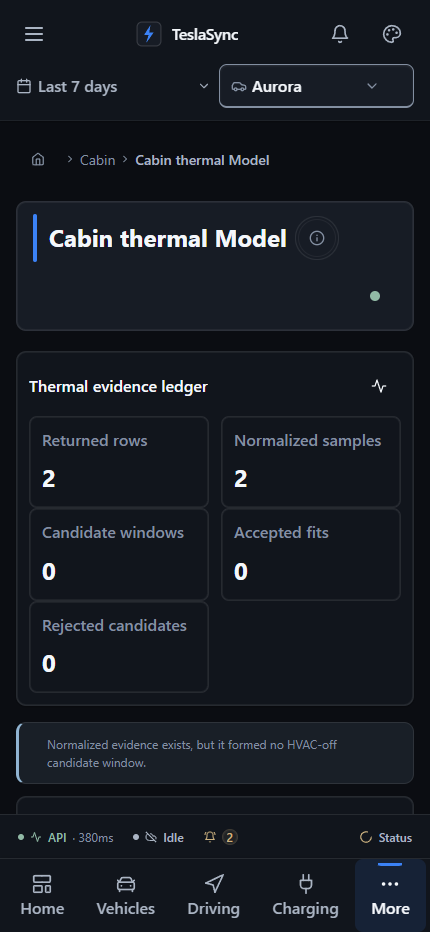 TeslaSync
Last 7 days
Aurora
Cabin
Cabin thermal Model
Cabin thermal Model
Thermal evidence ledger
Returned rows
2
Normalized samples
2
Candidate windows
0
Accepted fits
0
Rejected candidates
0
Normalized evidence exists, but it formed no HVAC-off
candidate window.
API · 380ms
Idle
2
Status
Home
Vehicles
Driving
Charging
More